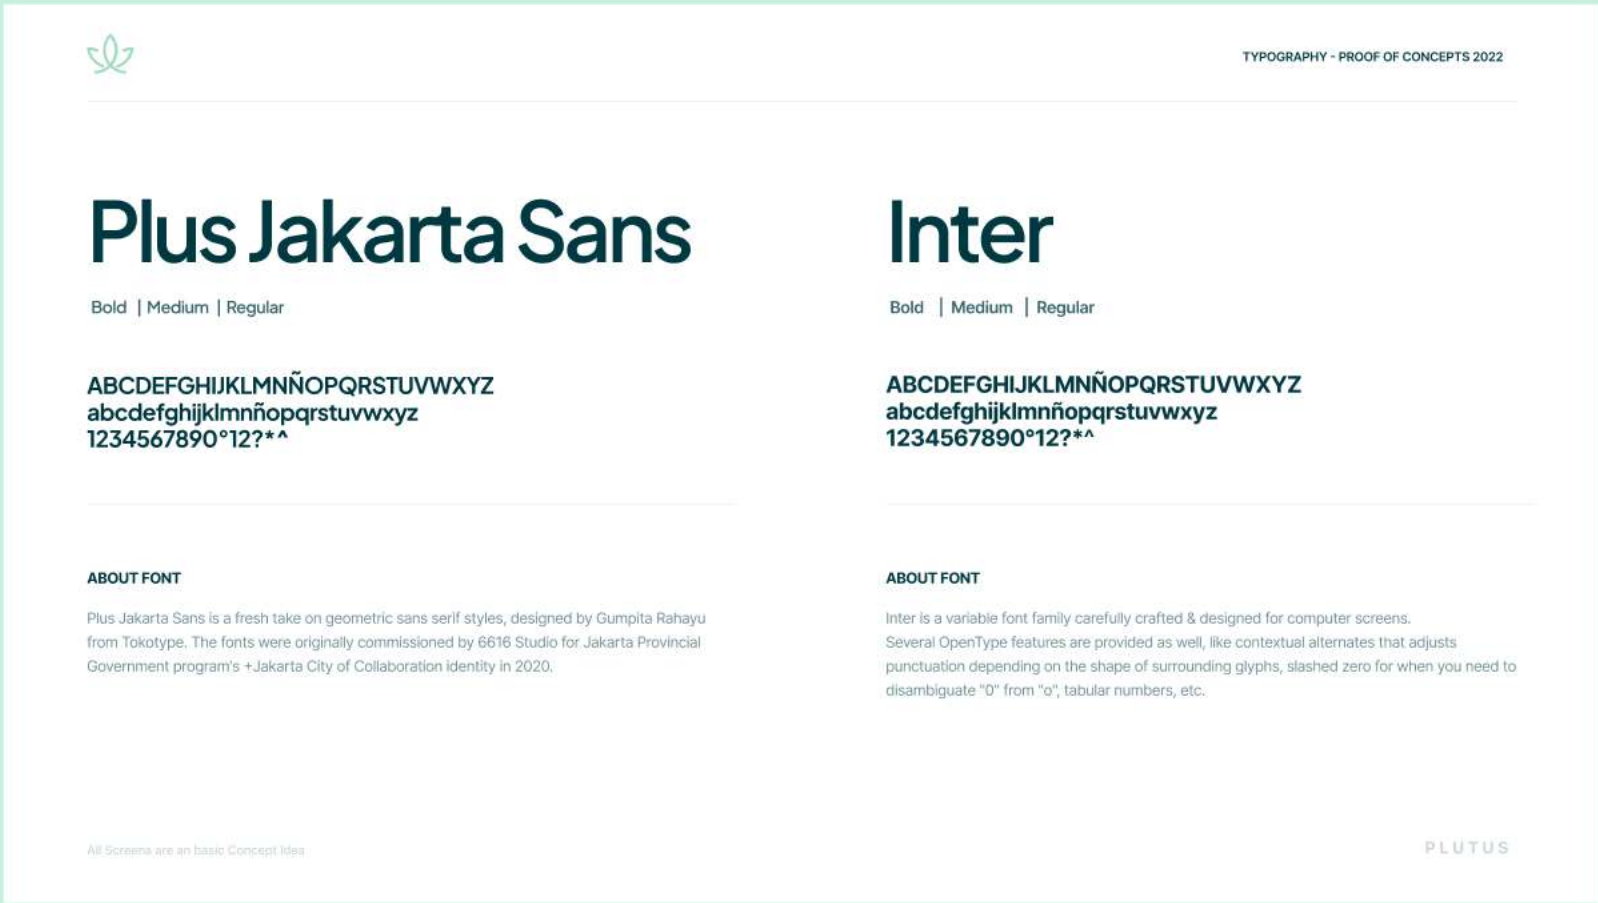 TYPOGRAPHY - PROOF OF CONCEPTS 2022
Plus Jakarta Sans
Bold | Medium | Regular
ABCDEFGHIJKLMNÑOPQRSTUVWXYZ
abcdefghijklmnñopqrstuvwxyz
1234567890°12?*^
ABOUT FONT
Plus Jakarta Sans is a fresh take on geometric sans serif styles, designed by Gumpita Rahayu
from Tokotype. The fonts were originally commissioned by 6616 Studio for Jakarta Provincial
Government program's +Jakarta City of Collaboration identity in 2020.
Inter
Bold | Medium | Regular
ABCDEFGHIJKLMNÑOPQRSTUVWXYZ
abcdefghijklmnñopqrstuvwxyz
1234567890°12?*^
ABOUT FONT
Inter is a variable font family carefully crafted & designed for computer screens.
Several OpenType features are provided as well, like contextual alternates that adjusts
punctuation depending on the shape of surrounding glyphs, slashed zero for when you need to
disambiguate "0" from "o", tabular numbers, etc.
All Screens are an basic Concept Idea
PLUTUS